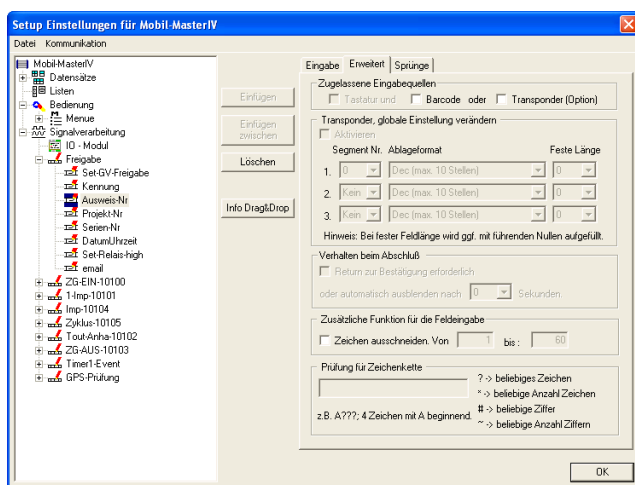 Setup Einstellungen für Mobil-MasterIV
Datei Kommunikation
Mobil-MasterIV
Datensätze
Listen
Bedienung
Menue
Signalverarbeitung
IO - Modul
Freigabe
Set-GV-Freigabe
Kennung
Ausweis-Nr
Projekt-Nr
Serien-Nr
DatumUhrzeit
Set-Relais-high
email
ZG-EIN-10100
1-Imp-10101
Imp-10104
Zyklus-10105
Tout-Anha-10102
ZG-AUS-10103
Timer1-Event
GPS-Prüfung
Einfügen
Einfügen
zwischen
Löschen
Info Drag&Drop
Eingabe Erweitert Sprünge
Zugelassene Eingabequellen
Tastatur und Barcode oder Transponder (Option)
Transponder, globale Einstellung verändern
Aktivieren
Segment Nr. Ablageformat Feste Länge
1. 0 Dec (max. 10 Stellen) 0
2. Kein Dec (max. 10 Stellen) 0
3. Kein Dec (max. 10 Stellen) 0
Hinweis: Bei fester Feldlänge wird ggf. mit führenden Nullen aufgefüllt.
Verhalten beim Abschluß
Return zur Bestätigung erforderlich
oder automatisch ausblenden nach 0 Sekunden
Zusätzliche Funktion für die Feldeingabe
Zeichen ausschneiden. Von 1 bis : 60
Prüfung für Zeichenkette
? -> beliebiges Zeichen
* -> beliebige Anzahl Zeichen
# -> beliebige Ziffer
~ -> beliebige Anzahl Ziffern
z.B. A???; 4 Zeichen mit A beginnend.
OK